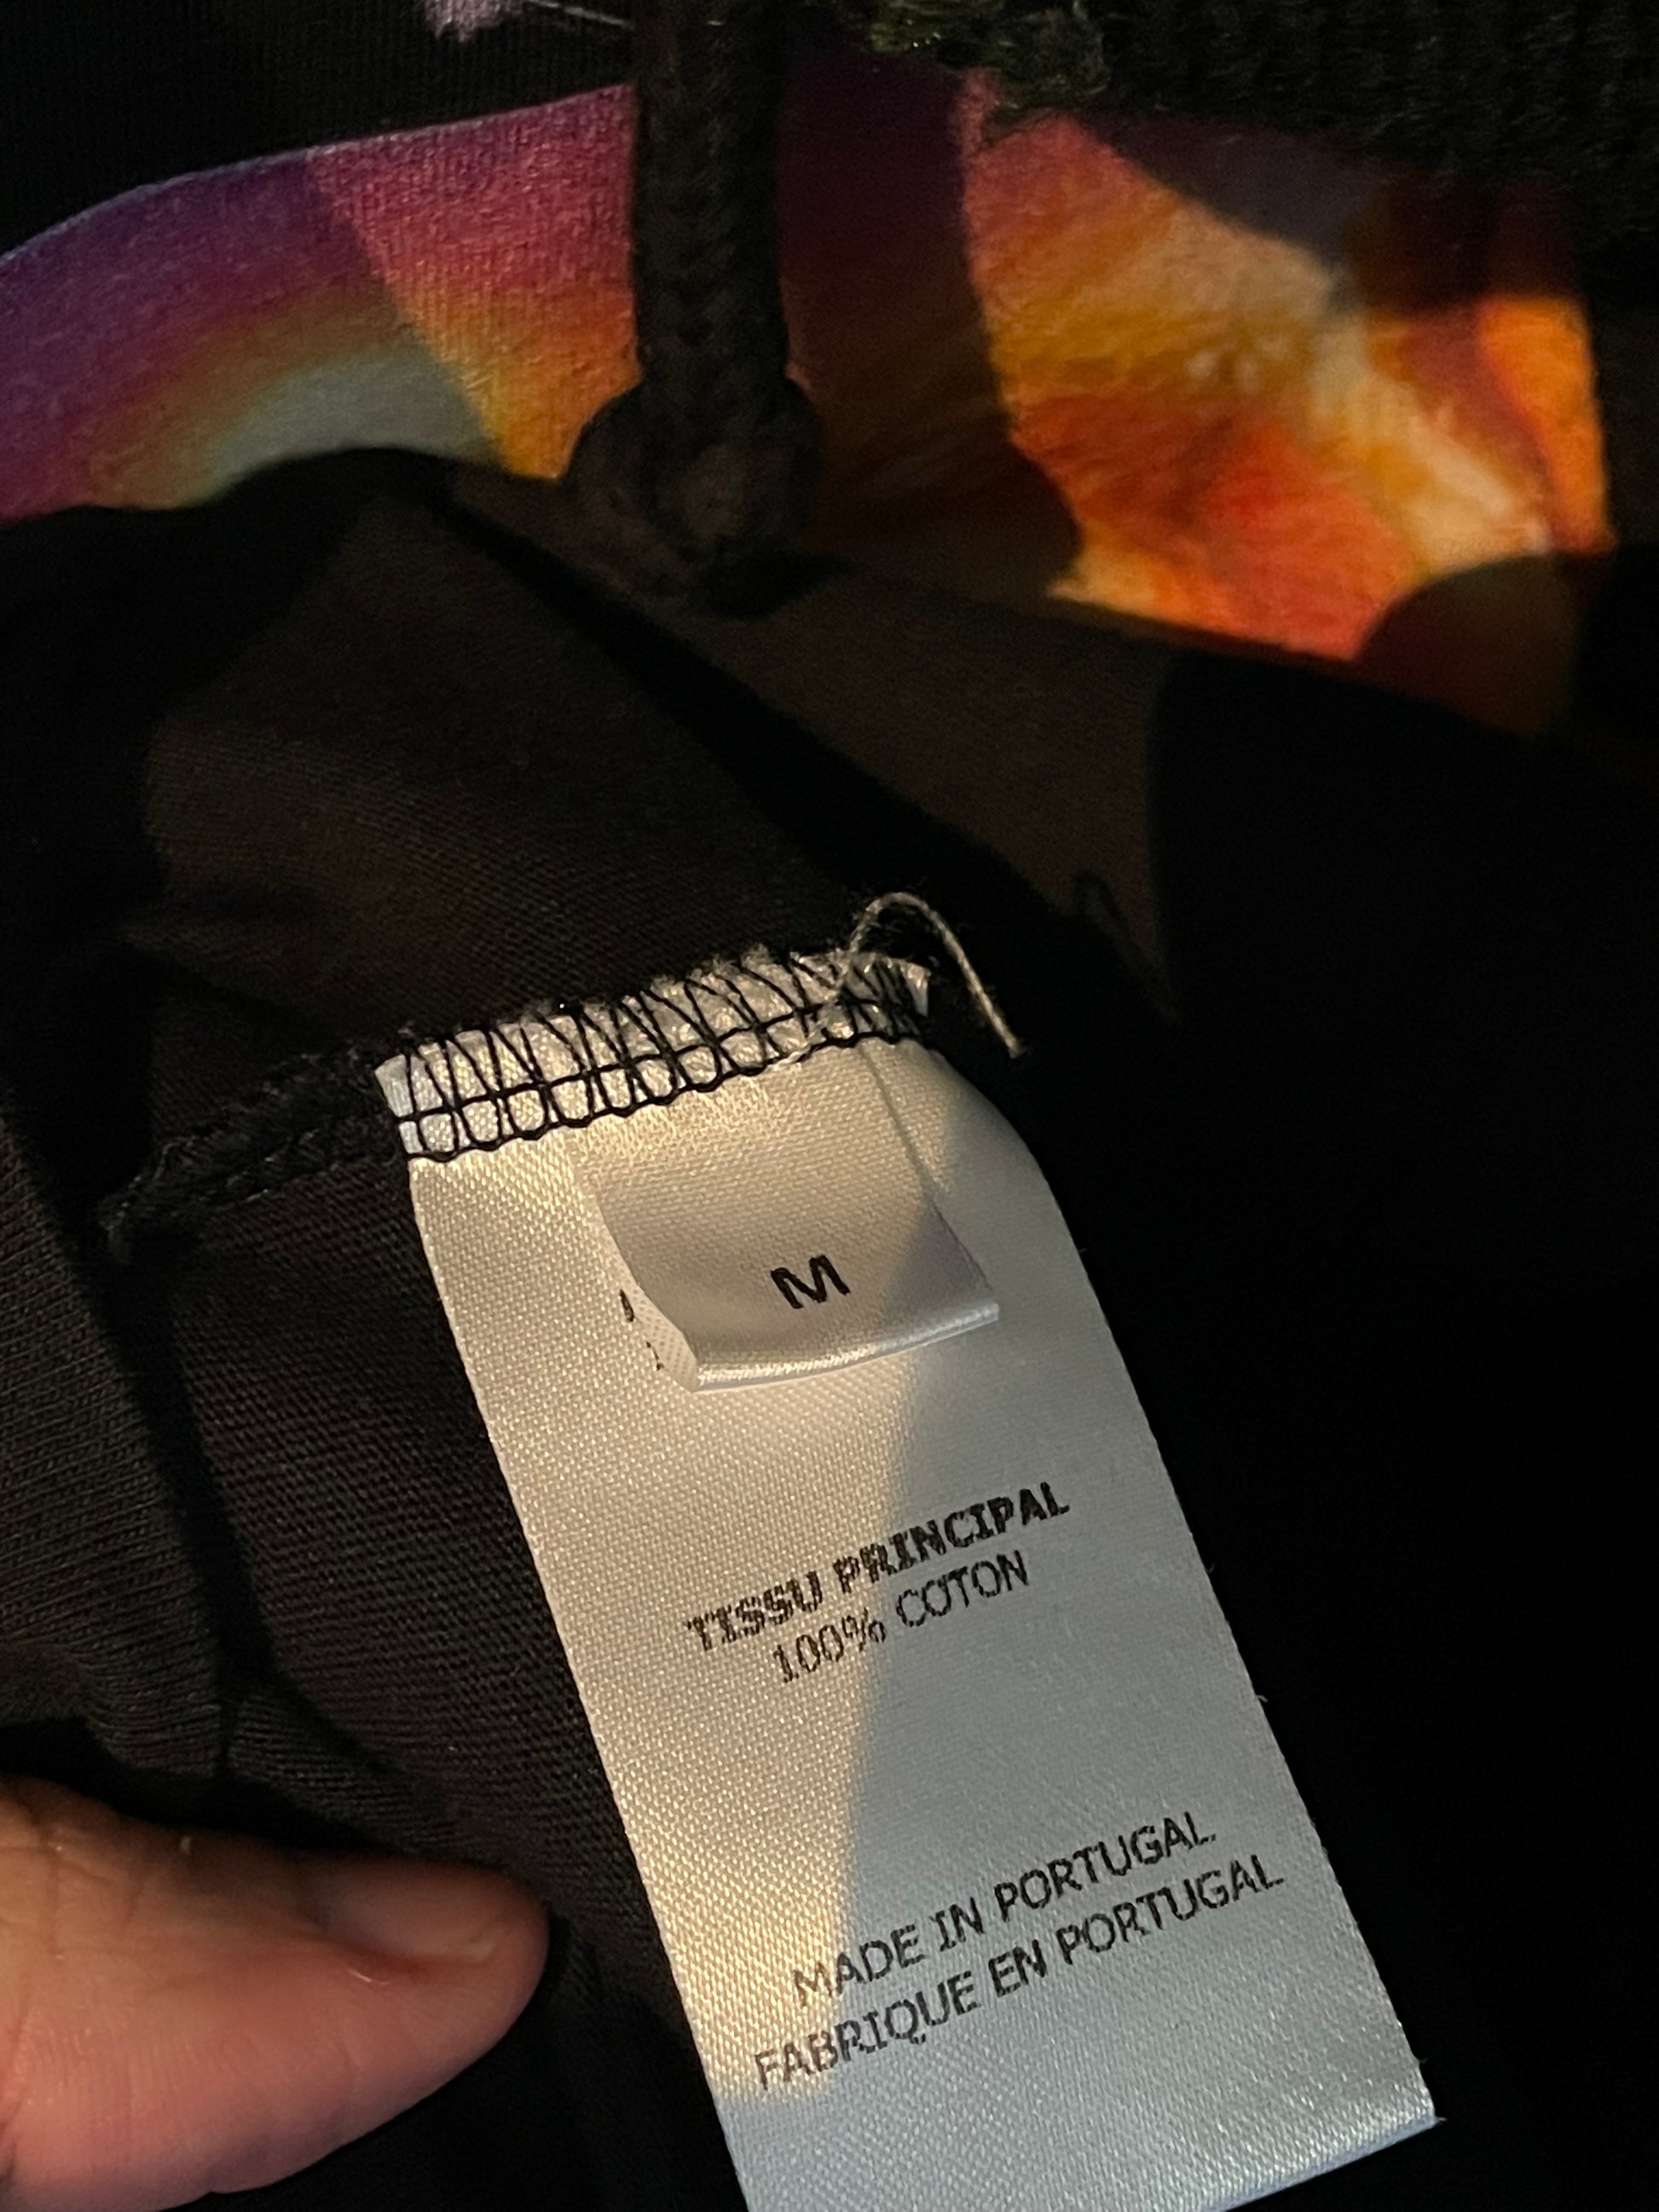 M
TISSU PRINCIPAL
100% COTON
MADE IN PORTUGAL
FABRIQUE EN PORTUGAL